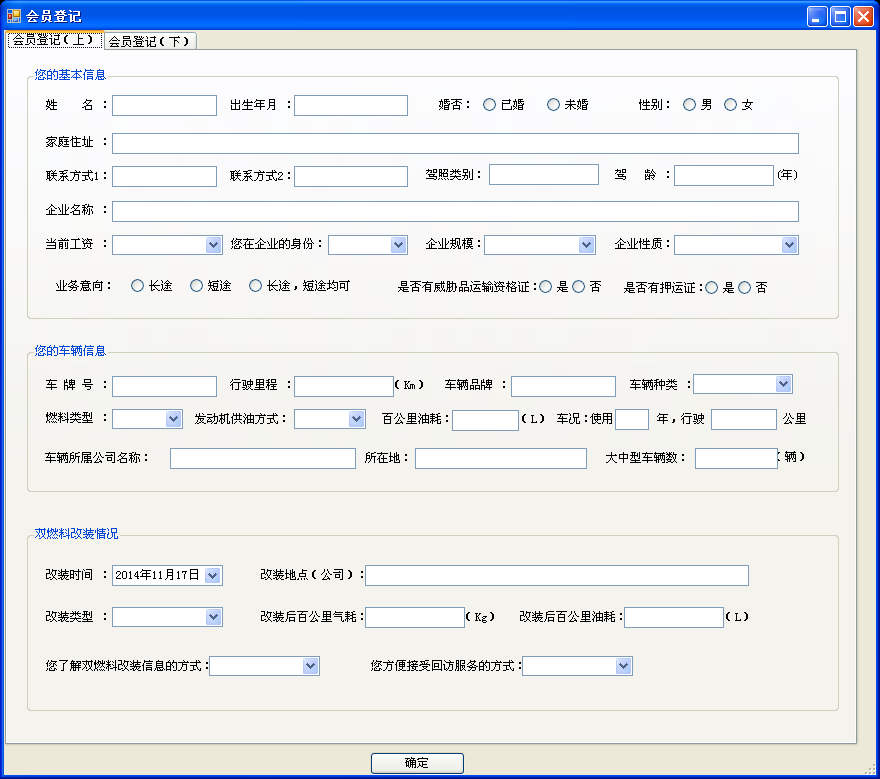 会员登记
会员登记(上) 会员登记(下)
您的基本信息
姓 名 : 出生年月 : 婚否: 已婚 未婚 性别: 男 女
家庭住址 :
联系方式1: 联系方式2: 驾照类别: 驾 龄 : (年)
企业名称 :
当前工资 : 您在企业的身份: 企业规模: 企业性质:
业务意向: 长途 短途 长途,短途均可 是否有威胁品运输资格证: 是 否 是否有押运证: 是 否
您的车辆信息
车 牌 号 : 行驶里程 : (Km) 车辆品牌 : 车辆种类 :
燃料类型 : 发动机供油方式: 百公里油耗: (L) 车况:使用 年,行驶 公里
车辆所属公司名称: 所在地: 大中型车辆数: (辆)
双燃料改装情况
改装时间 : 2014年11月17日 改装地点(公司):
改装类型 : 改装后百公里气耗: (Kg) 改装后百公里油耗: (L)
您了解双燃料改装信息的方式: 您方便接受回访服务的方式:
确定